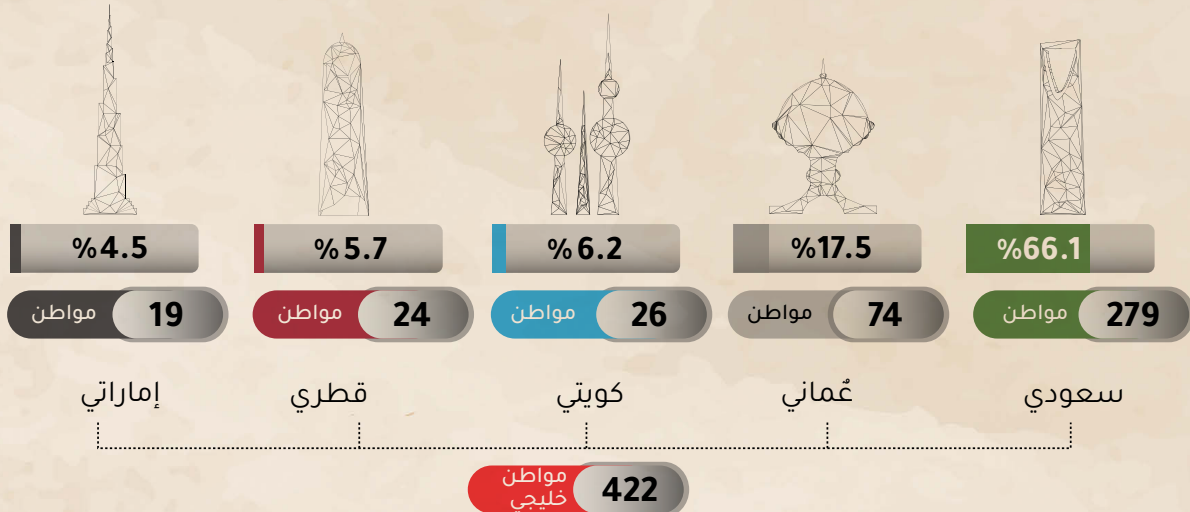 %66.1
%17.5
%6.2
%5.7
%4.5
279 مواطن
74 مواطن
26 مواطن
24 مواطن
19 مواطن
سعودي
عُماني
كويتي
قطري
إماراتي
422 مواطن
خليجي